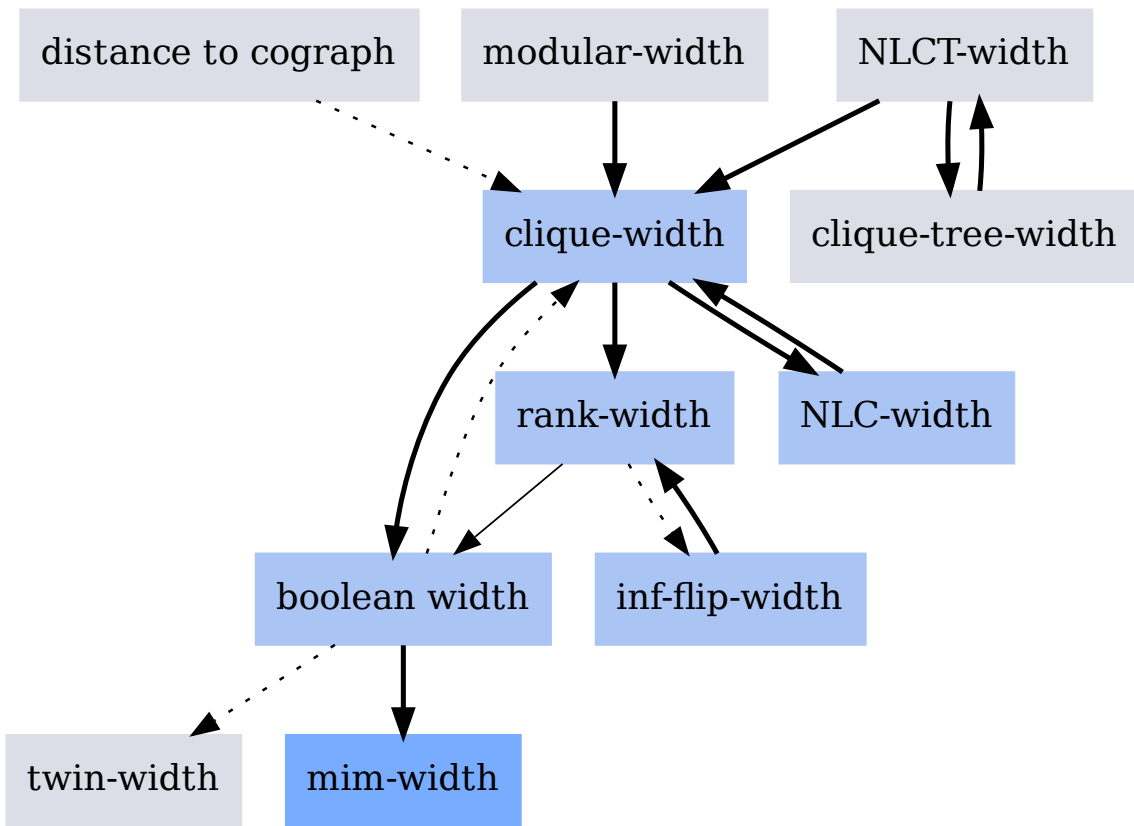 distance to cograph
modular-width
NLCT-width
clique-width
clique-tree-width
rank-width
NLC-width
boolean width
inf-flip-width
twin-width
mim-width